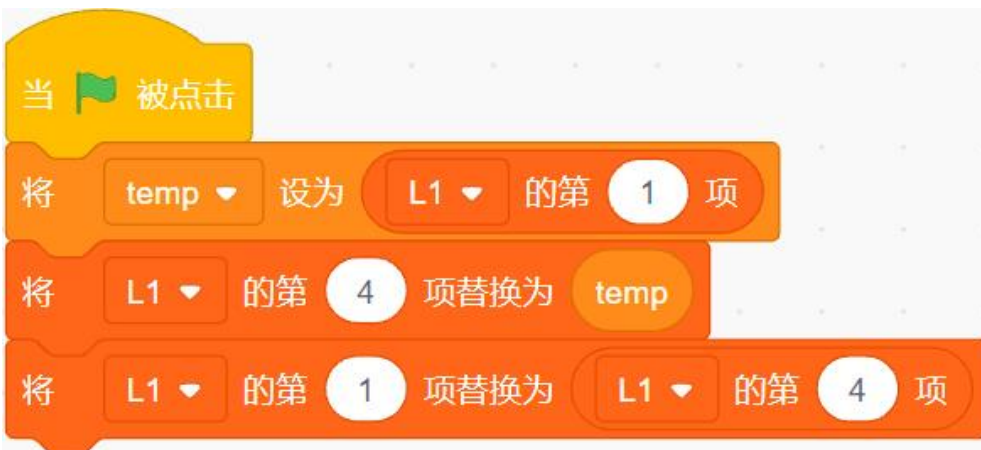 当 被点击
将 temp 设为 L1 的第 1 项
将 L1 的第 4 项替换为 temp
将 L1 的第 1 项替换为 L1 的第 4 项